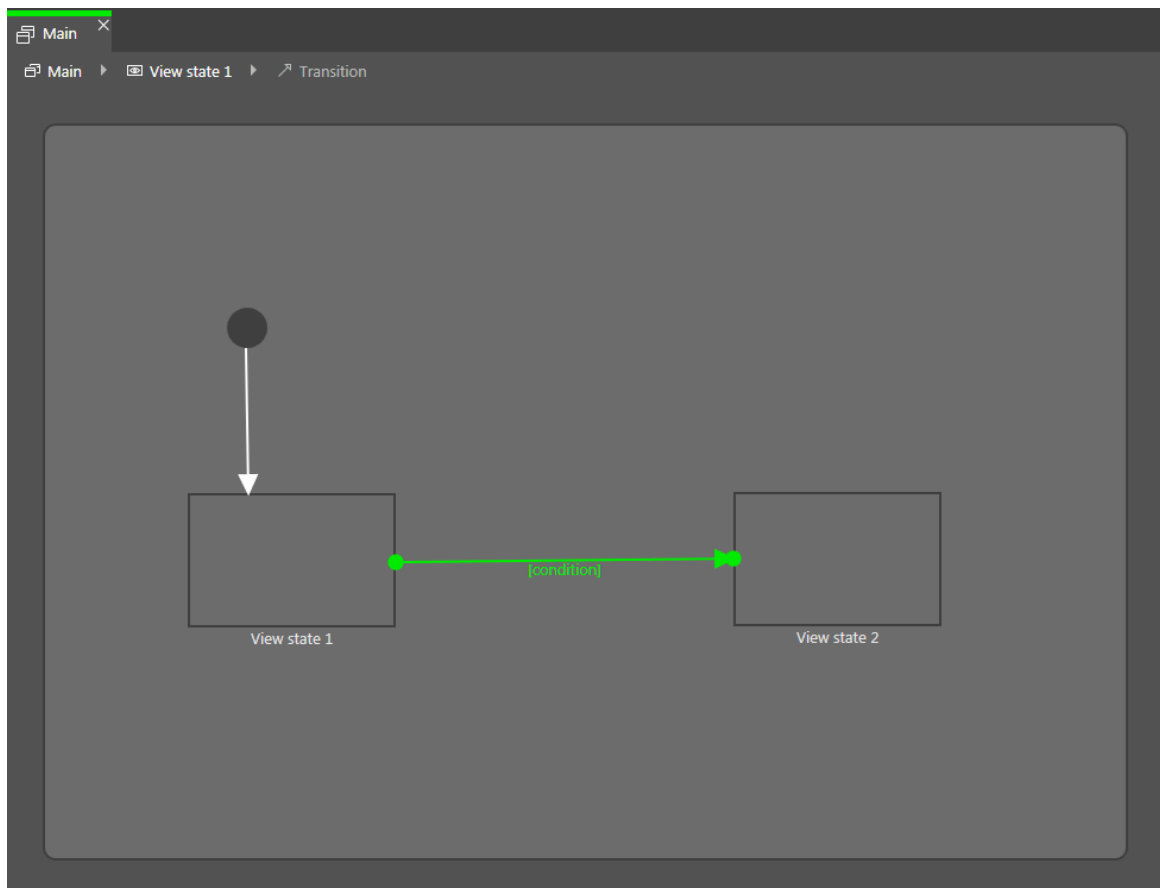 Main
Main View state 1 Transition
[condition]
View state 1
View state 2